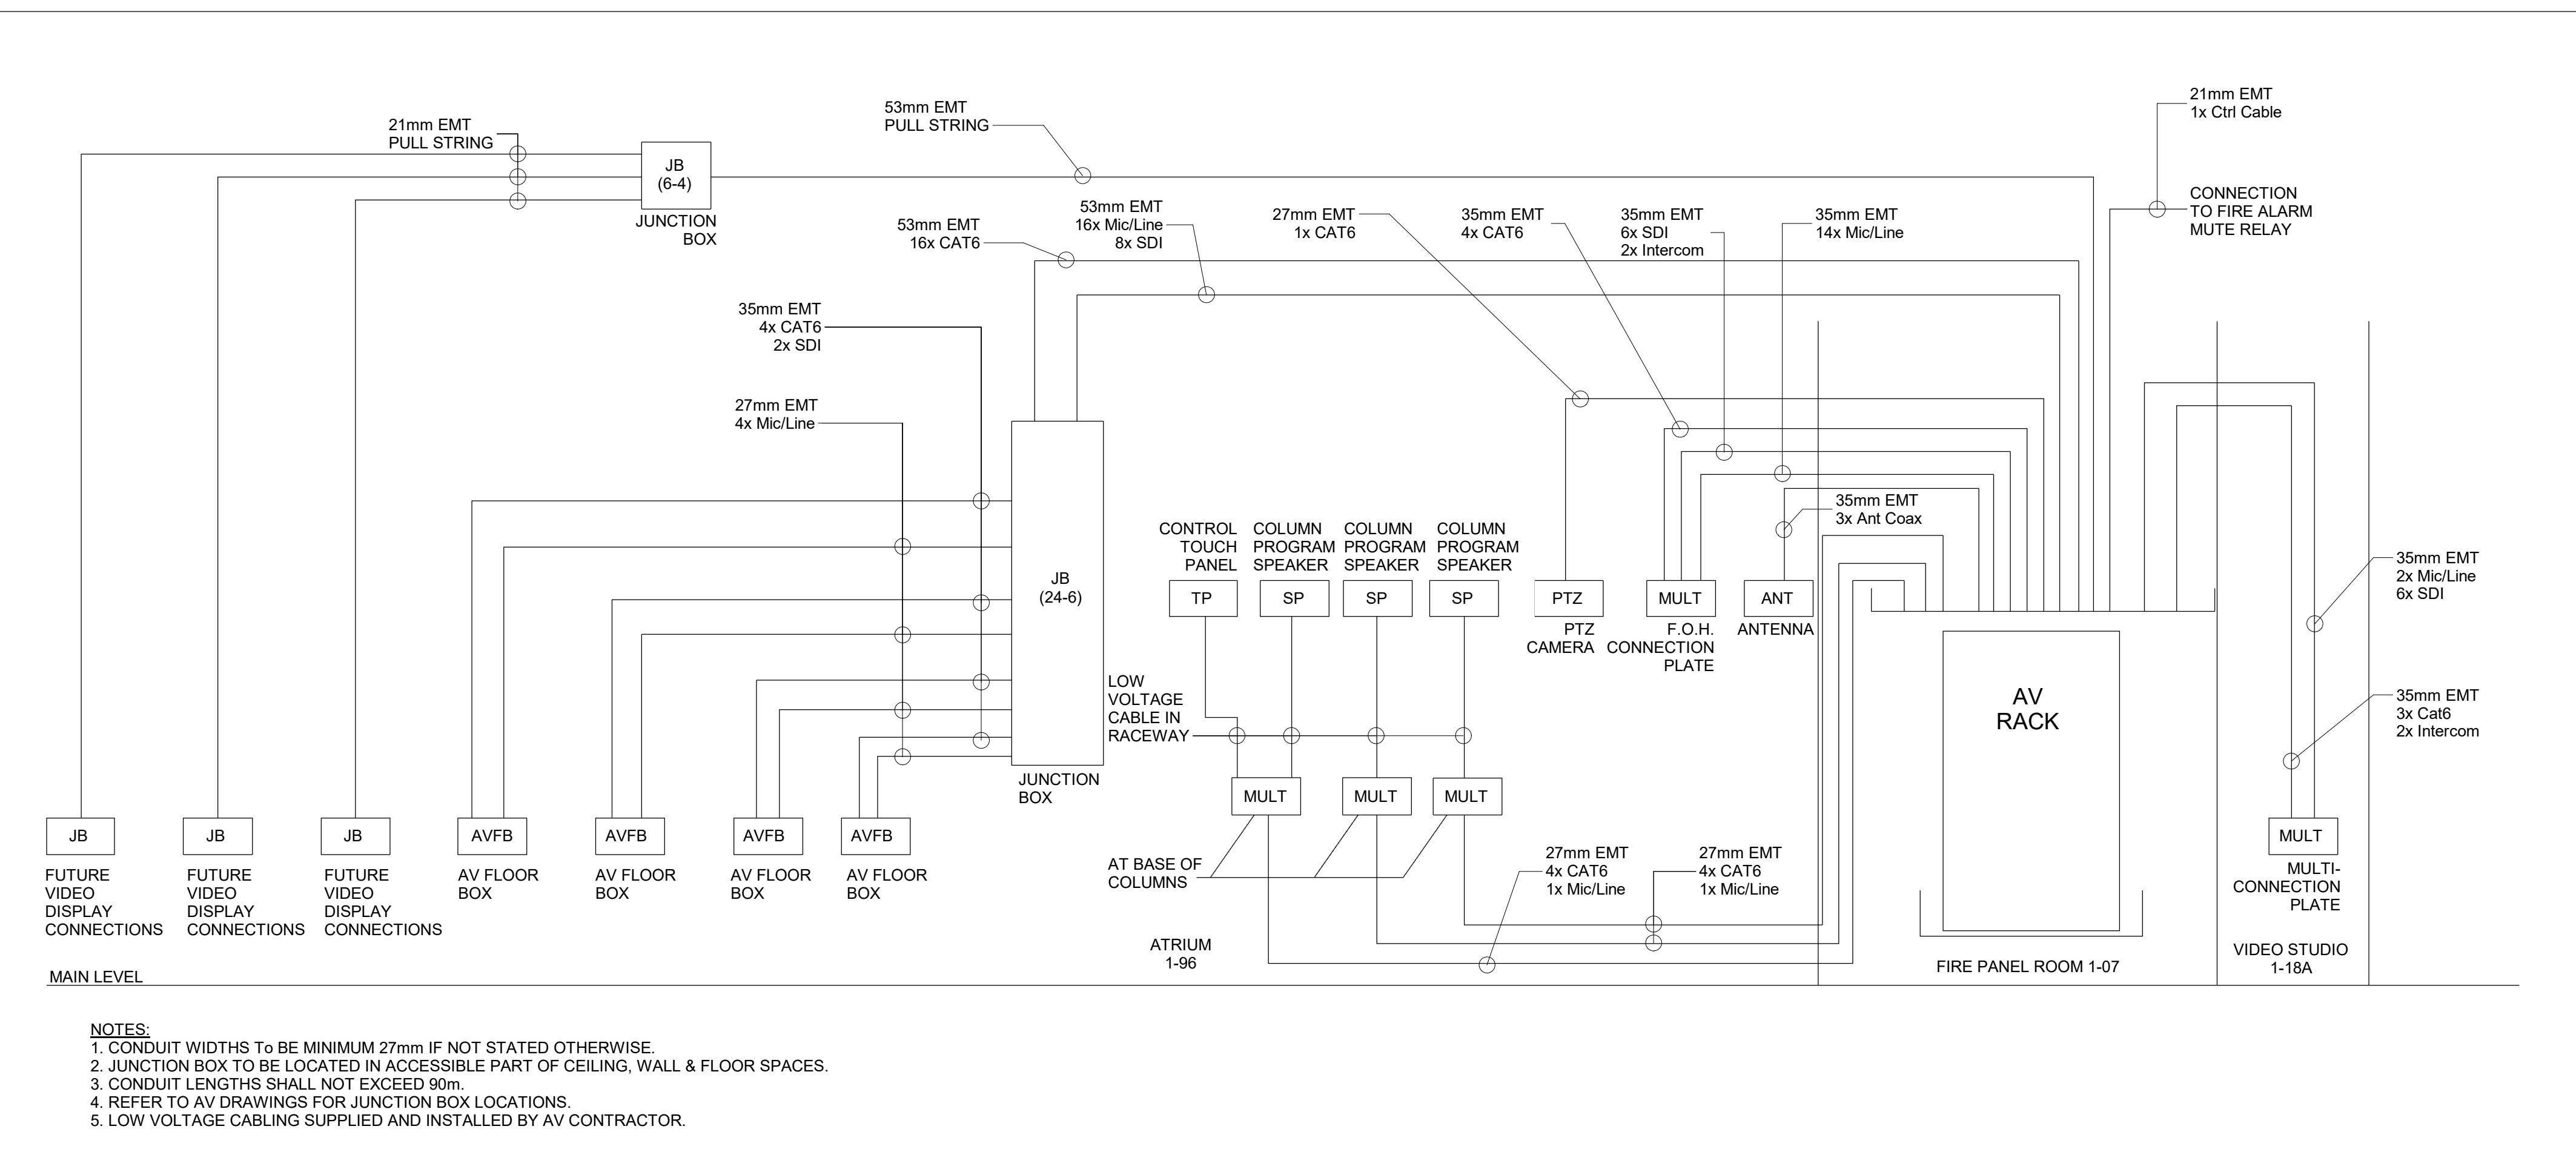 21mm EMT
PULL STRING
JB
(6-4)
JUNCTION
BOX
53mm EMT
PULL STRING
53mm EMT
16x CAT6
53mm EMT
16x Mic/Line
8x SDI
27mm EMT
1x CAT6
35mm EMT
4x CAT6
35mm EMT
6x SDI
2x Intercom
35mm EMT
14x Mic/Line
21mm EMT
1x Ctrl Cable
CONNECTION
TO FIRE ALARM
MUTE RELAY
35mm EMT
4x CAT6
2x SDI
27mm EMT
4x Mic/Line
JB
(24-6)
JUNCTION
BOX
CONTROL
TOUCH
PANEL
TP
COLUMN
PROGRAM
SPEAKER
SP
COLUMN
PROGRAM
SPEAKER
SP
COLUMN
PROGRAM
SPEAKER
SP
PTZ
PTZ
CAMERA
MULT
F.O.H.
CONNECTION
PLATE
ANT
ANTENNA
35mm EMT
3x Ant Coax
LOW
VOLTAGE
CABLE IN
RACEWAY
MULT
MULT
MULT
AT BASE OF
COLUMNS
27mm EMT
4x CAT6
1x Mic/Line
27mm EMT
4x CAT6
1x Mic/Line
AV
RACK
35mm EMT
2x Mic/Line
6x SDI
35mm EMT
3x Cat6
2x Intercom
MULT
MULTI-
CONNECTION
PLATE
JB
FUTURE
VIDEO
DISPLAY
CONNECTIONS
JB
FUTURE
VIDEO
DISPLAY
CONNECTIONS
JB
FUTURE
VIDEO
DISPLAY
CONNECTIONS
AVFB
AV FLOOR
BOX
AVFB
AV FLOOR
BOX
AVFB
AV FLOOR
BOX
AVFB
AV FLOOR
BOX
ATRIUM
1-96
FIRE PANEL ROOM 1-07
VIDEO STUDIO
1-18A
MAIN LEVEL
NOTES:
1. CONDUIT WIDTHS To BE MINIMUM 27mm IF NOT STATED OTHERWISE.
2. JUNCTION BOX TO BE LOCATED IN ACCESSIBLE PART OF CEILING, WALL & FLOOR SPACES.
3. CONDUIT LENGTHS SHALL NOT EXCEED 90m.
4. REFER TO AV DRAWINGS FOR JUNCTION BOX LOCATIONS.
5. LOW VOLTAGE CABLING SUPPLIED AND INSTALLED BY AV CONTRACTOR.